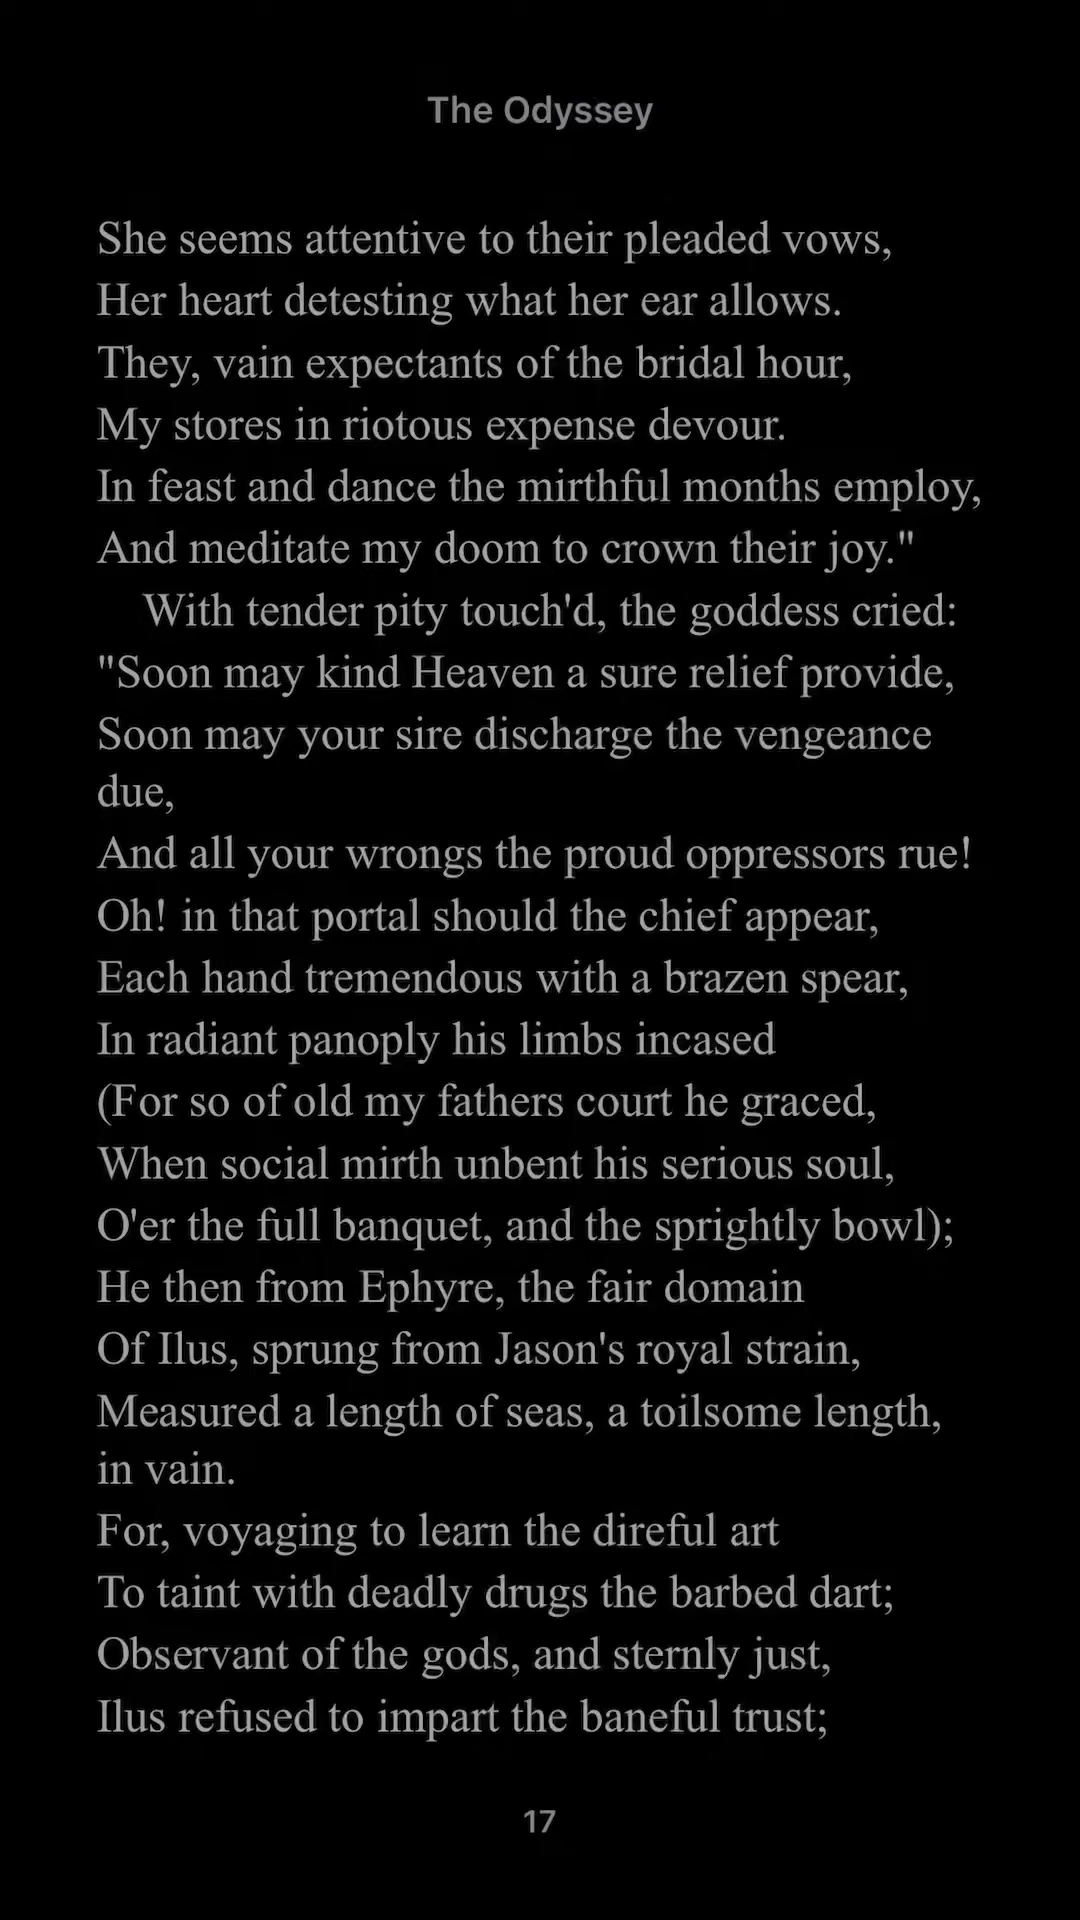 The Odyssey
She seems attentive to their pleaded vows,
Her heart detesting what her ear allows.
They, vain expectants of the bridal hour,
My stores in riotous expense devour.
In feast and dance the mirthful months employ,
And meditate my doom to crown their joy."
With tender pity touch'd, the goddess cried:
"Soon may kind Heaven a sure relief provide,
Soon may your sire discharge the vengeance
due,
And all your wrongs the proud oppressors rue!
Oh! in that portal should the chief appear,
Each hand tremendous with a brazen spear,
In radiant panoply his limbs incased
(For so of old my fathers court he graced,
When social mirth unbent his serious soul,
O'er the full banquet, and the sprightly bowl);
He then from Ephyre, the fair domain
Of Ilus, sprung from Jason's royal strain,
Measured a length of seas, a toilsome length,
in vain.
For, voyaging to learn the direful art
To taint with deadly drugs the barbed dart;
Observant of the gods, and sternly just,
Ilus refused to impart the baneful trust;
17